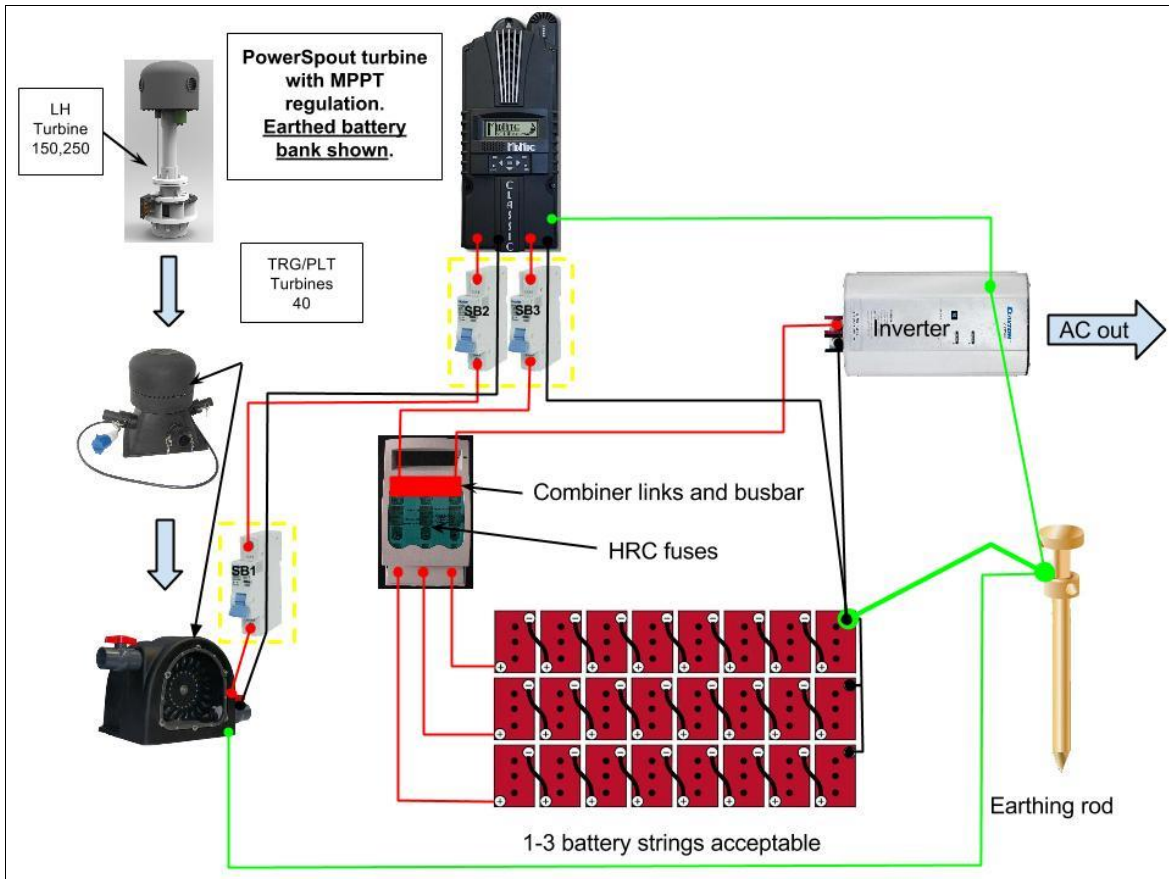 LH
Turbine
150,250
PowerSpout turbine
with MPPT
regulation.
Earthed battery
bank shown.
MIDNITE
CLASSIC
TRG/PLT
Turbines
40
SB2
SB3
Inverter
AC out
Combiner links and busbar
HRC fuses
SB1
Earthing rod
1-3 battery strings acceptable